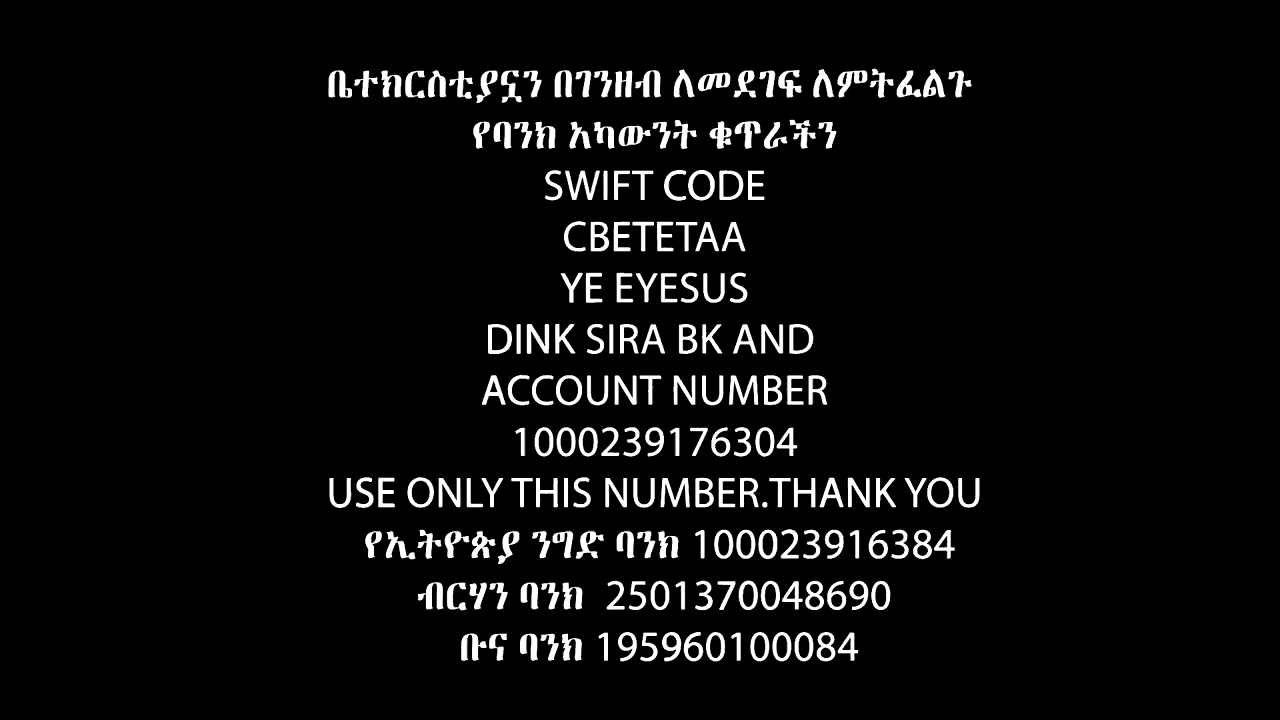 ቤተክርስቲያኗን በገንዘብ ለመደገፍ ለምትፈልጉ
የባንክ አካውንት ቁጥራችን
SWIFT CODE
CBETETAA
YE EYESUS
DINK SIRA BK AND
ACCOUNT NUMBER
1000239176304
USE ONLY THIS NUMBER.THANK YOU
የኢትዮጵያ ንግድ ባንክ 100023916384
ብርሃን ባንክ 2501370048690
ቡና ባንክ 195960100084